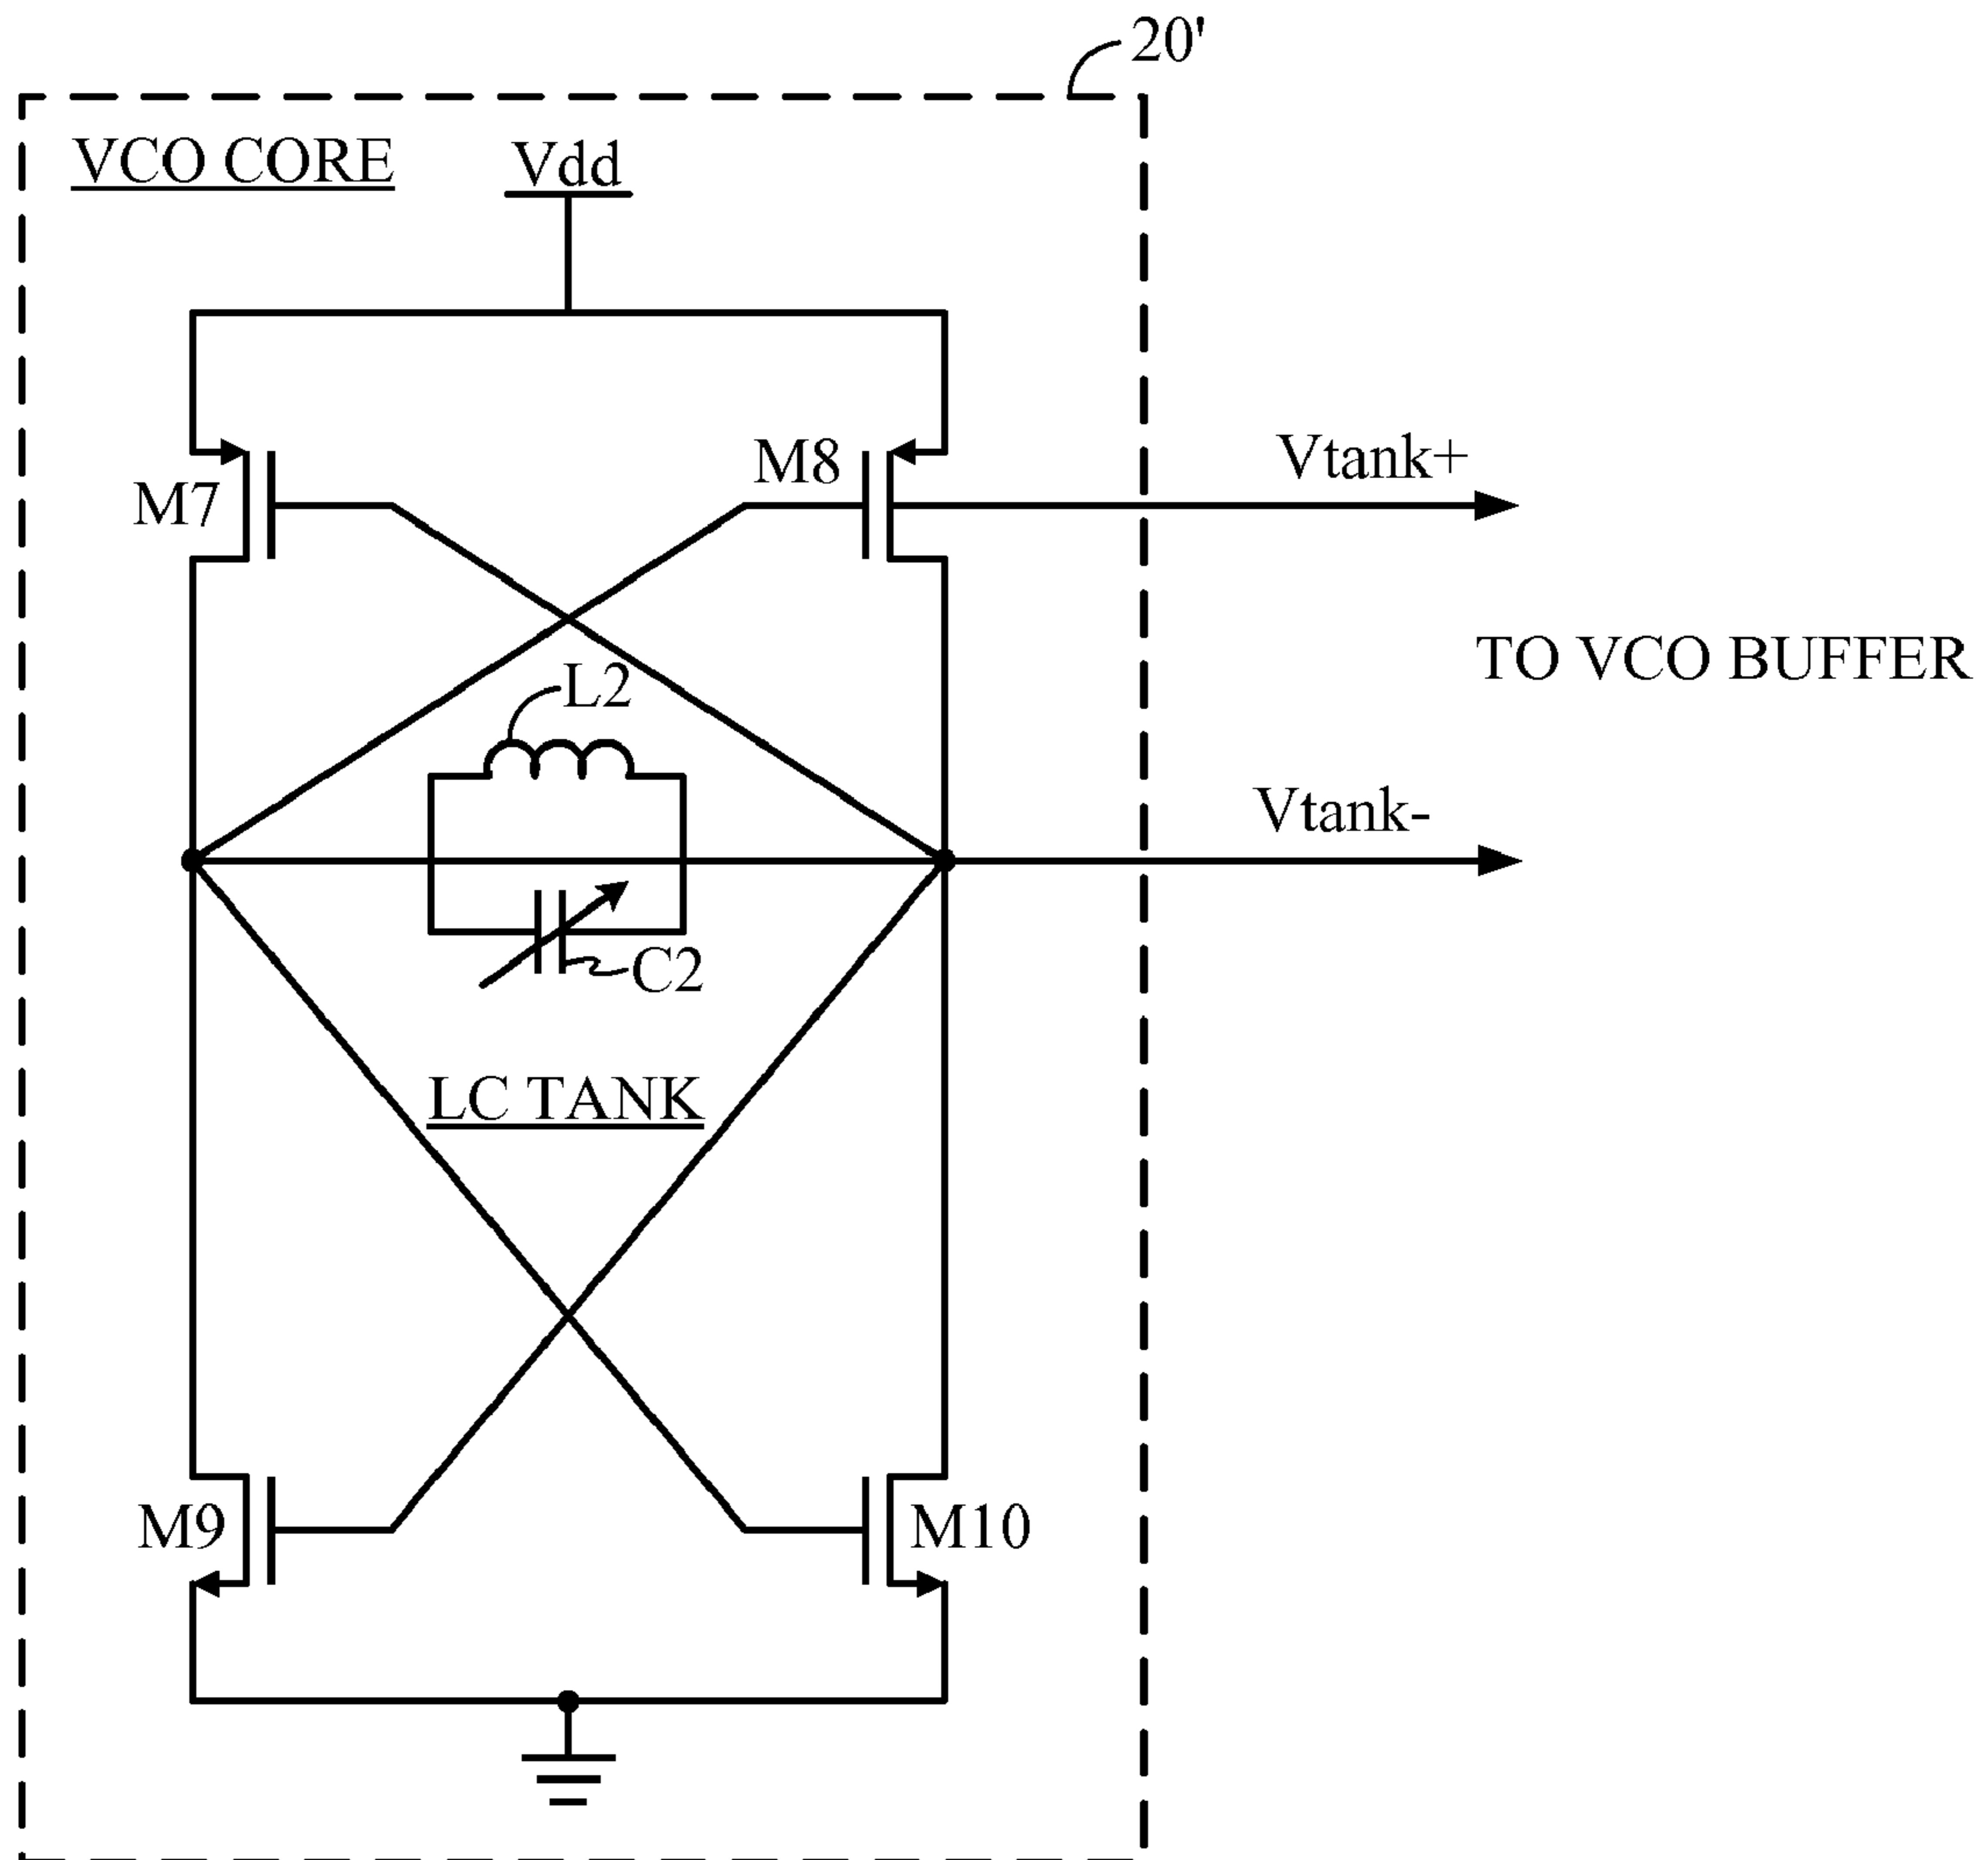 20'
VCO CORE
Vdd
M7
M8
Vtank+
TO VCO BUFFER
L2
Vtank-
C2
LC TANK
M9
M10